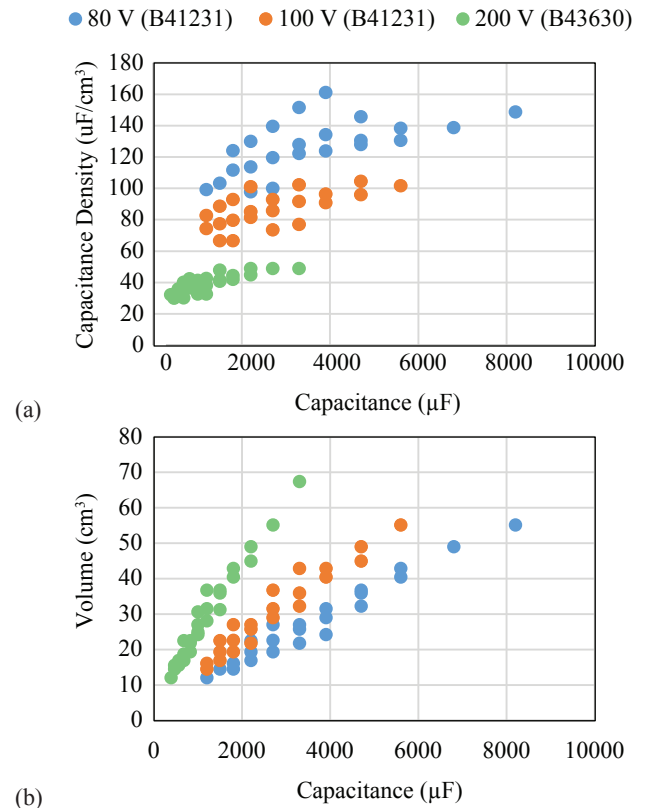 80 V (B41231) 100 V (B41231) 200 V (B43630)
180
160
140
120
100
80
60
40
20
0
Capacitance Density (uF/cm³)
0 2000 4000 6000 8000 10000
Capacitance (µF)
(a)
80
70
60
50
40
30
20
10
0
Volume (cm³)
0 2000 4000 6000 8000 10000
Capacitance (µF)
(b)